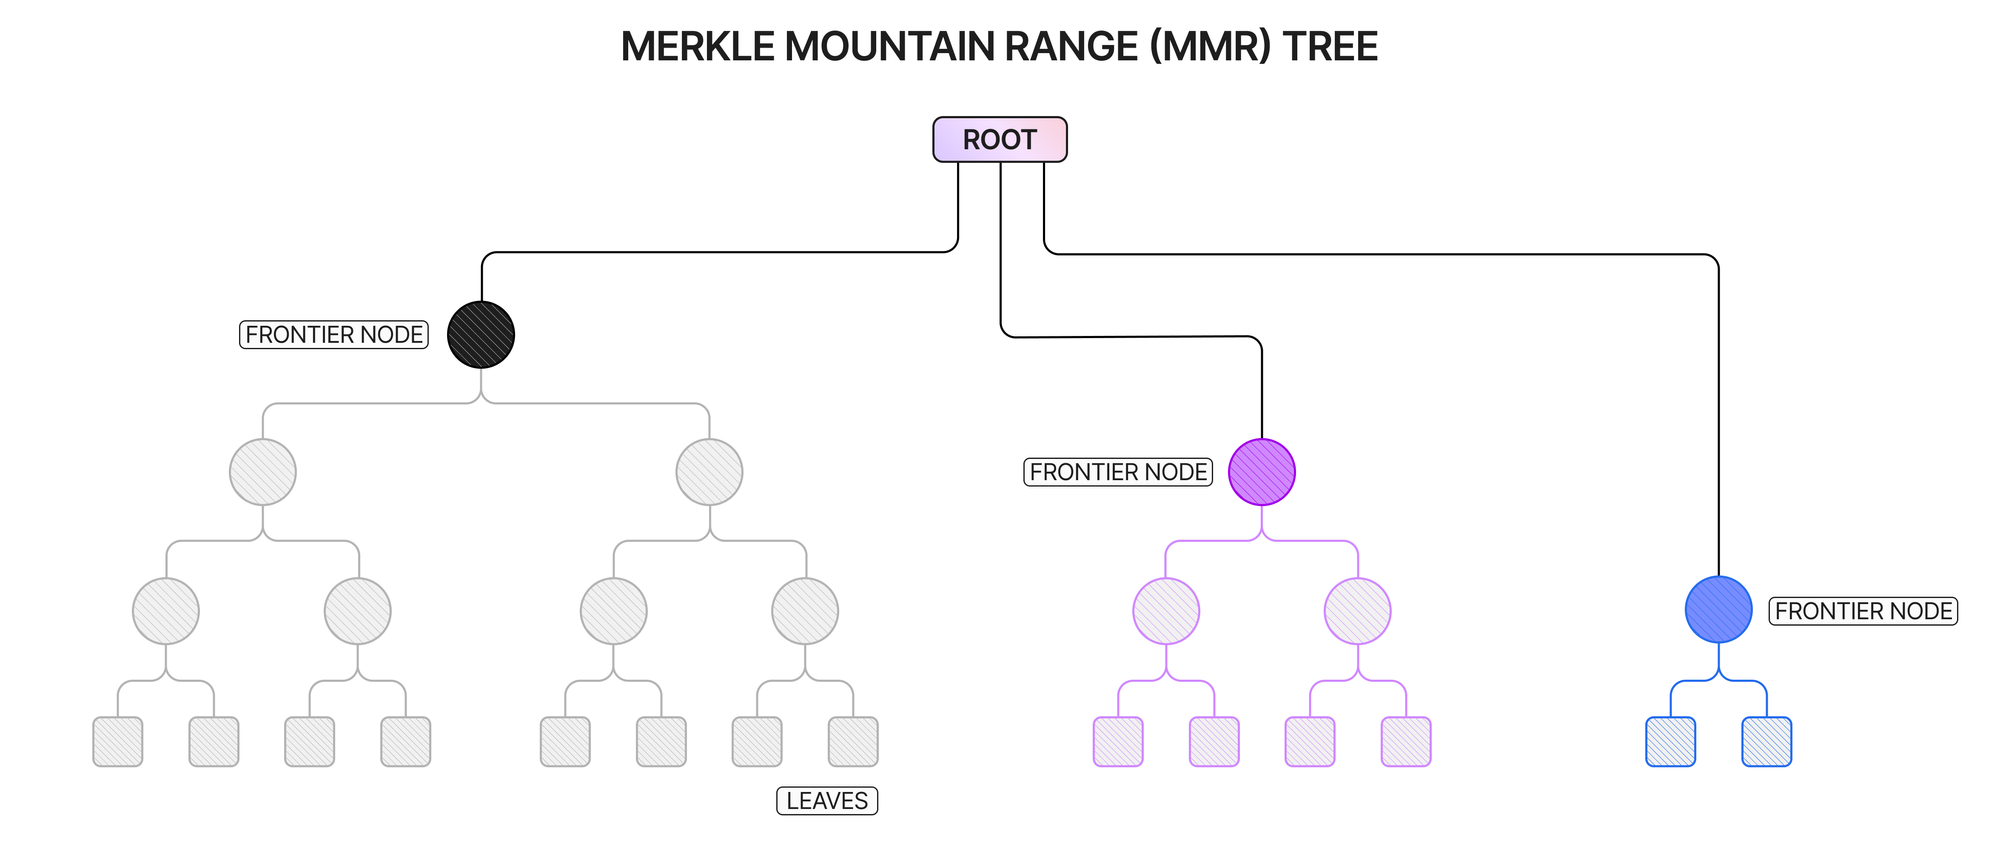 MERKLE MOUNTAIN RANGE (MMR) TREE
ROOT
FRONTIER NODE
FRONTIER NODE
FRONTIER NODE
LEAVES